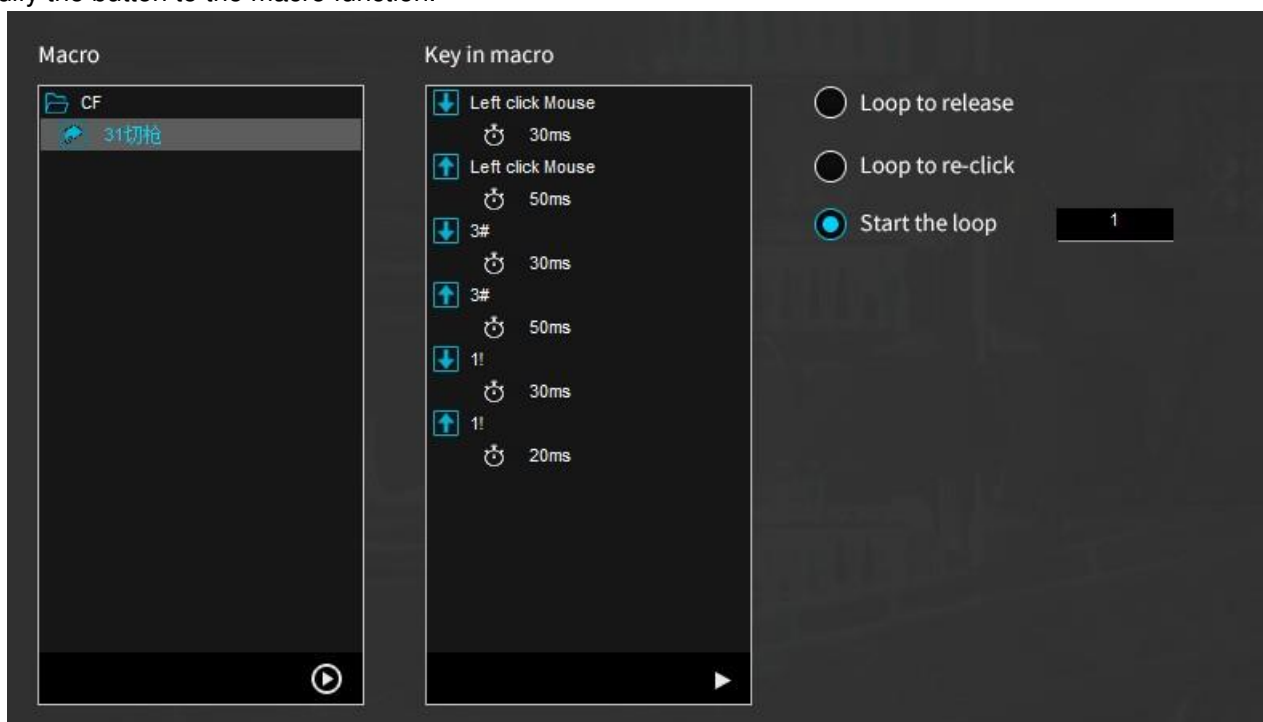 the button to the macro function.
Macro
CF
31切枪
Key in macro
Left click Mouse
30ms
Left click Mouse
50ms
3#
30ms
3#
50ms
1!
30ms
1!
20ms
Loop to release
Loop to re-click
Start the loop 1